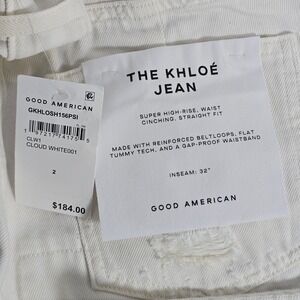 GOOD AMERICAN
GKHLOSH156PSI
CLW1
CLOUD WHITE001
2
$184.00
THE KHLOÉ
JEAN
SUPER HIGH-RISE, WAIST
CINCHING, STRAIGHT FIT
MADE WITH REINFORCED BELTLOOPS, FLAT
TUMMY TECH, AND A GAP-PROOF WAISTBAND
INSEAM: 32"
GOOD AMERICAN